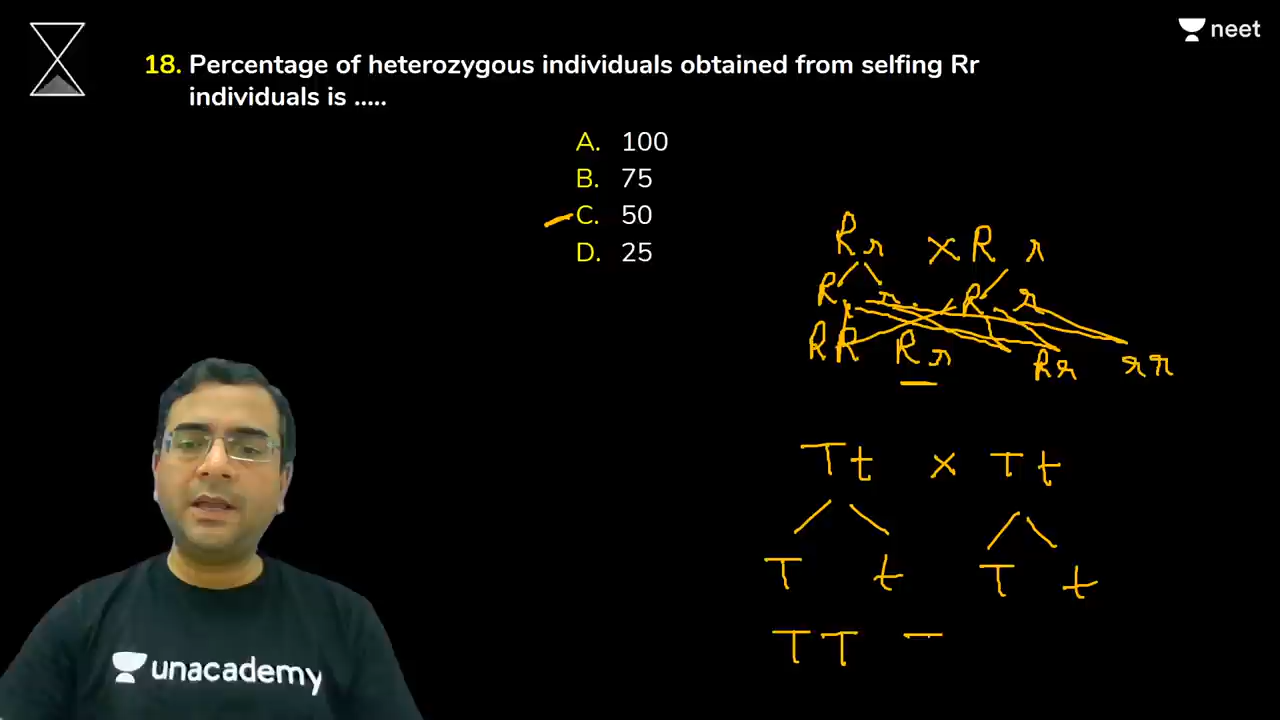 neet
18. Percentage of heterozygous individuals obtained from selfing Rr
individuals is .....
A. 100
B. 75
C. 50
D. 25
Rr × R r
R r R r
RR Rr Rr rr
Tt × Tt
T t T t
TT T
unacademy